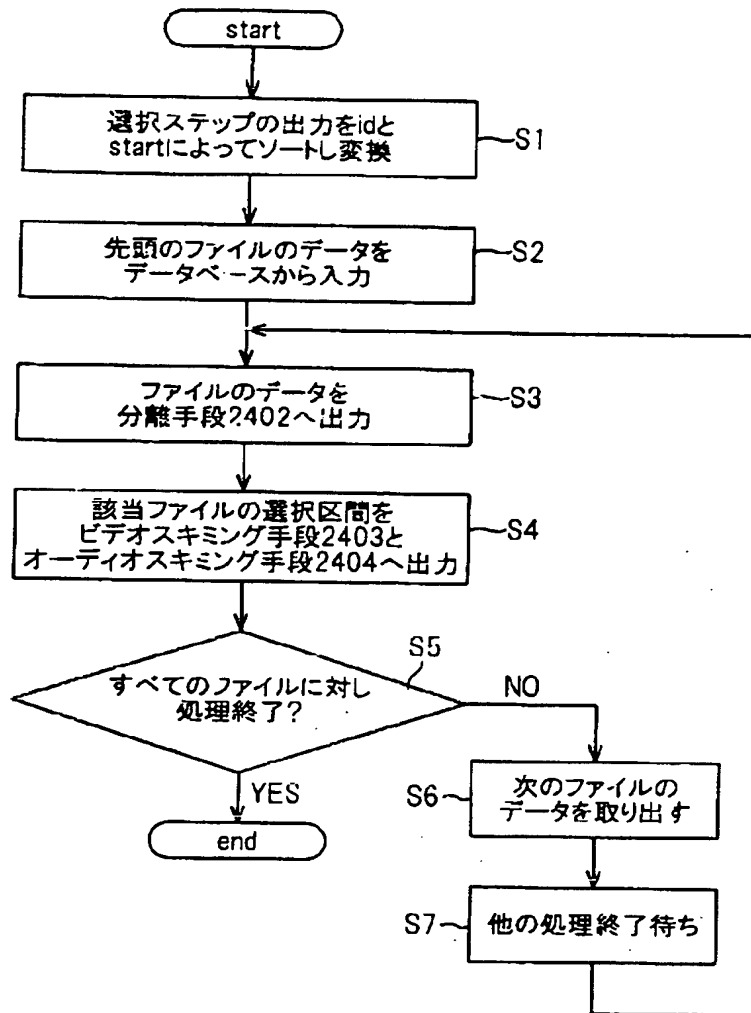 start
選択ステップの出力をidと
startによってソートし変換
S1
先頭のファイルのデータを
データベースから入力
S2
ファイルのデータを
分離手段2402へ出力
S3
該当ファイルの選択区間を
ビデオスキミング手段2403と
オーディオスキミング手段2404へ出力
S4
すべてのファイルに対し
処理終了?
S5
NO
YES
end
次のファイルの
データを取り出す
S6
他の処理終了待ち
S7